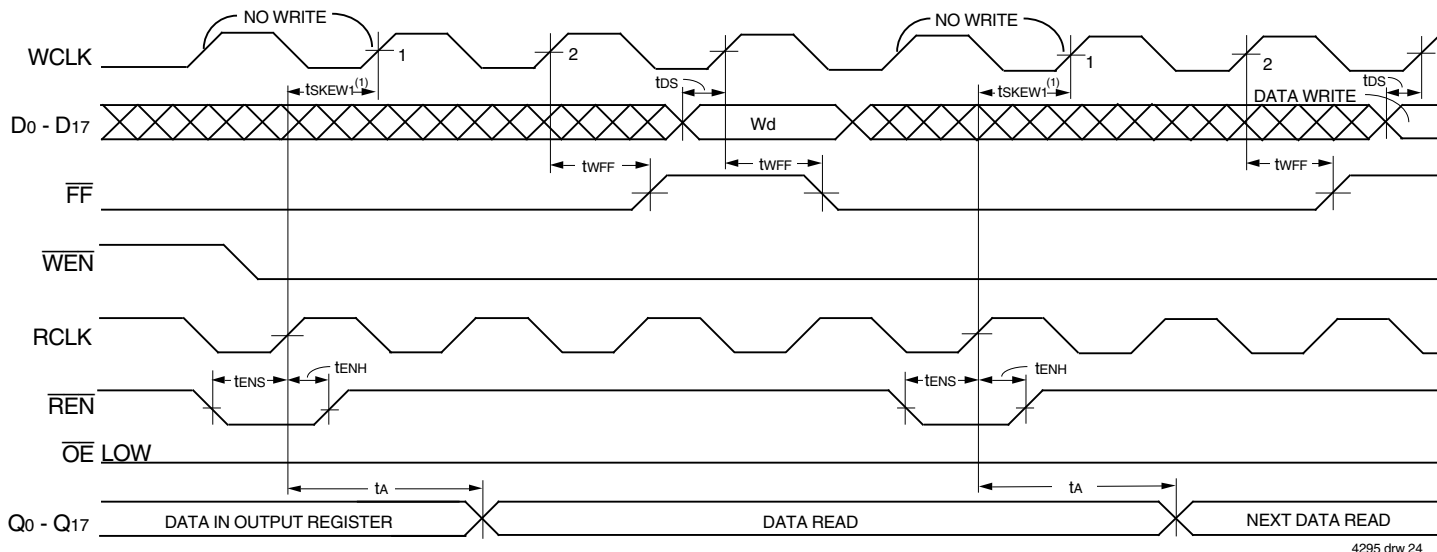 NO WRITE
NO WRITE
WCLK
1
2
1
2
tSKEW1(1)
tDS
tSKEW1(1)
tDS
DATA WRITE
D0 - D17
Wd
tWFF
tWFF
tWFF
FF
WEN
RCLK
tENS
tENH
tENS
tENH
REN
OE LOW
tA
tA
Q0 - Q17
DATA IN OUTPUT REGISTER
DATA READ
NEXT DATA READ
4295 drw 24